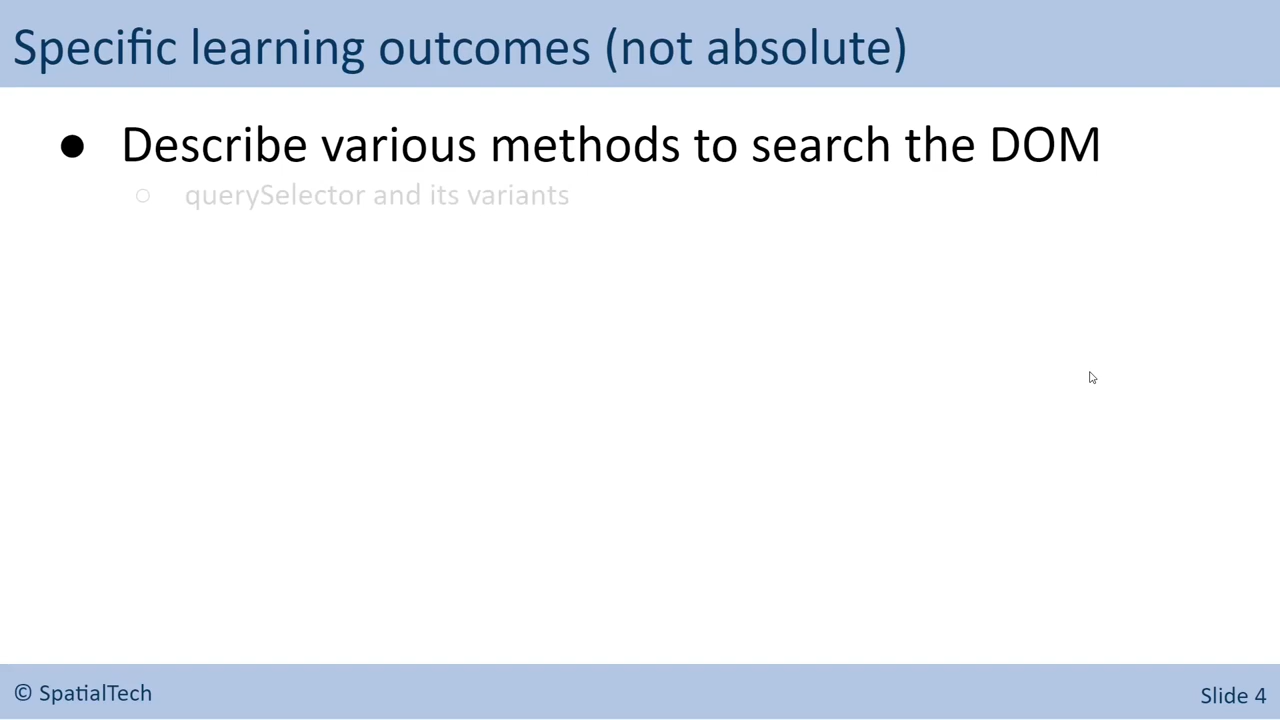 Specific learning outcomes (not absolute)
● Describe various methods to search the DOM
○ querySelector and its variants
© SpatialTech
Slide 4